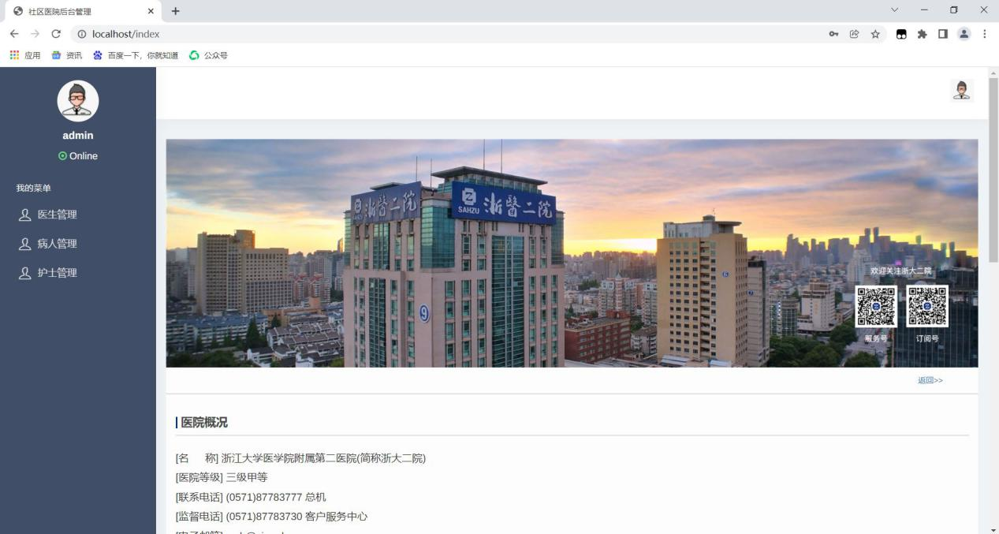 社区医院后台管理
localhost/index
应用 资讯 百度一下，你就知道 公众号
admin
Online
我的菜单
医生管理
病人管理
护士管理
浙醫二院
SAHZU 浙醫二院
9
欢迎关注浙大二院
服务号 订阅号
返回>>
医院概况
[名 称] 浙江大学医学院附属第二医院(简称浙大二院)
[医院等级] 三级甲等
[联系电话] (0571)87783777 总机
[监督电话] (0571)87783730 客户服务中心